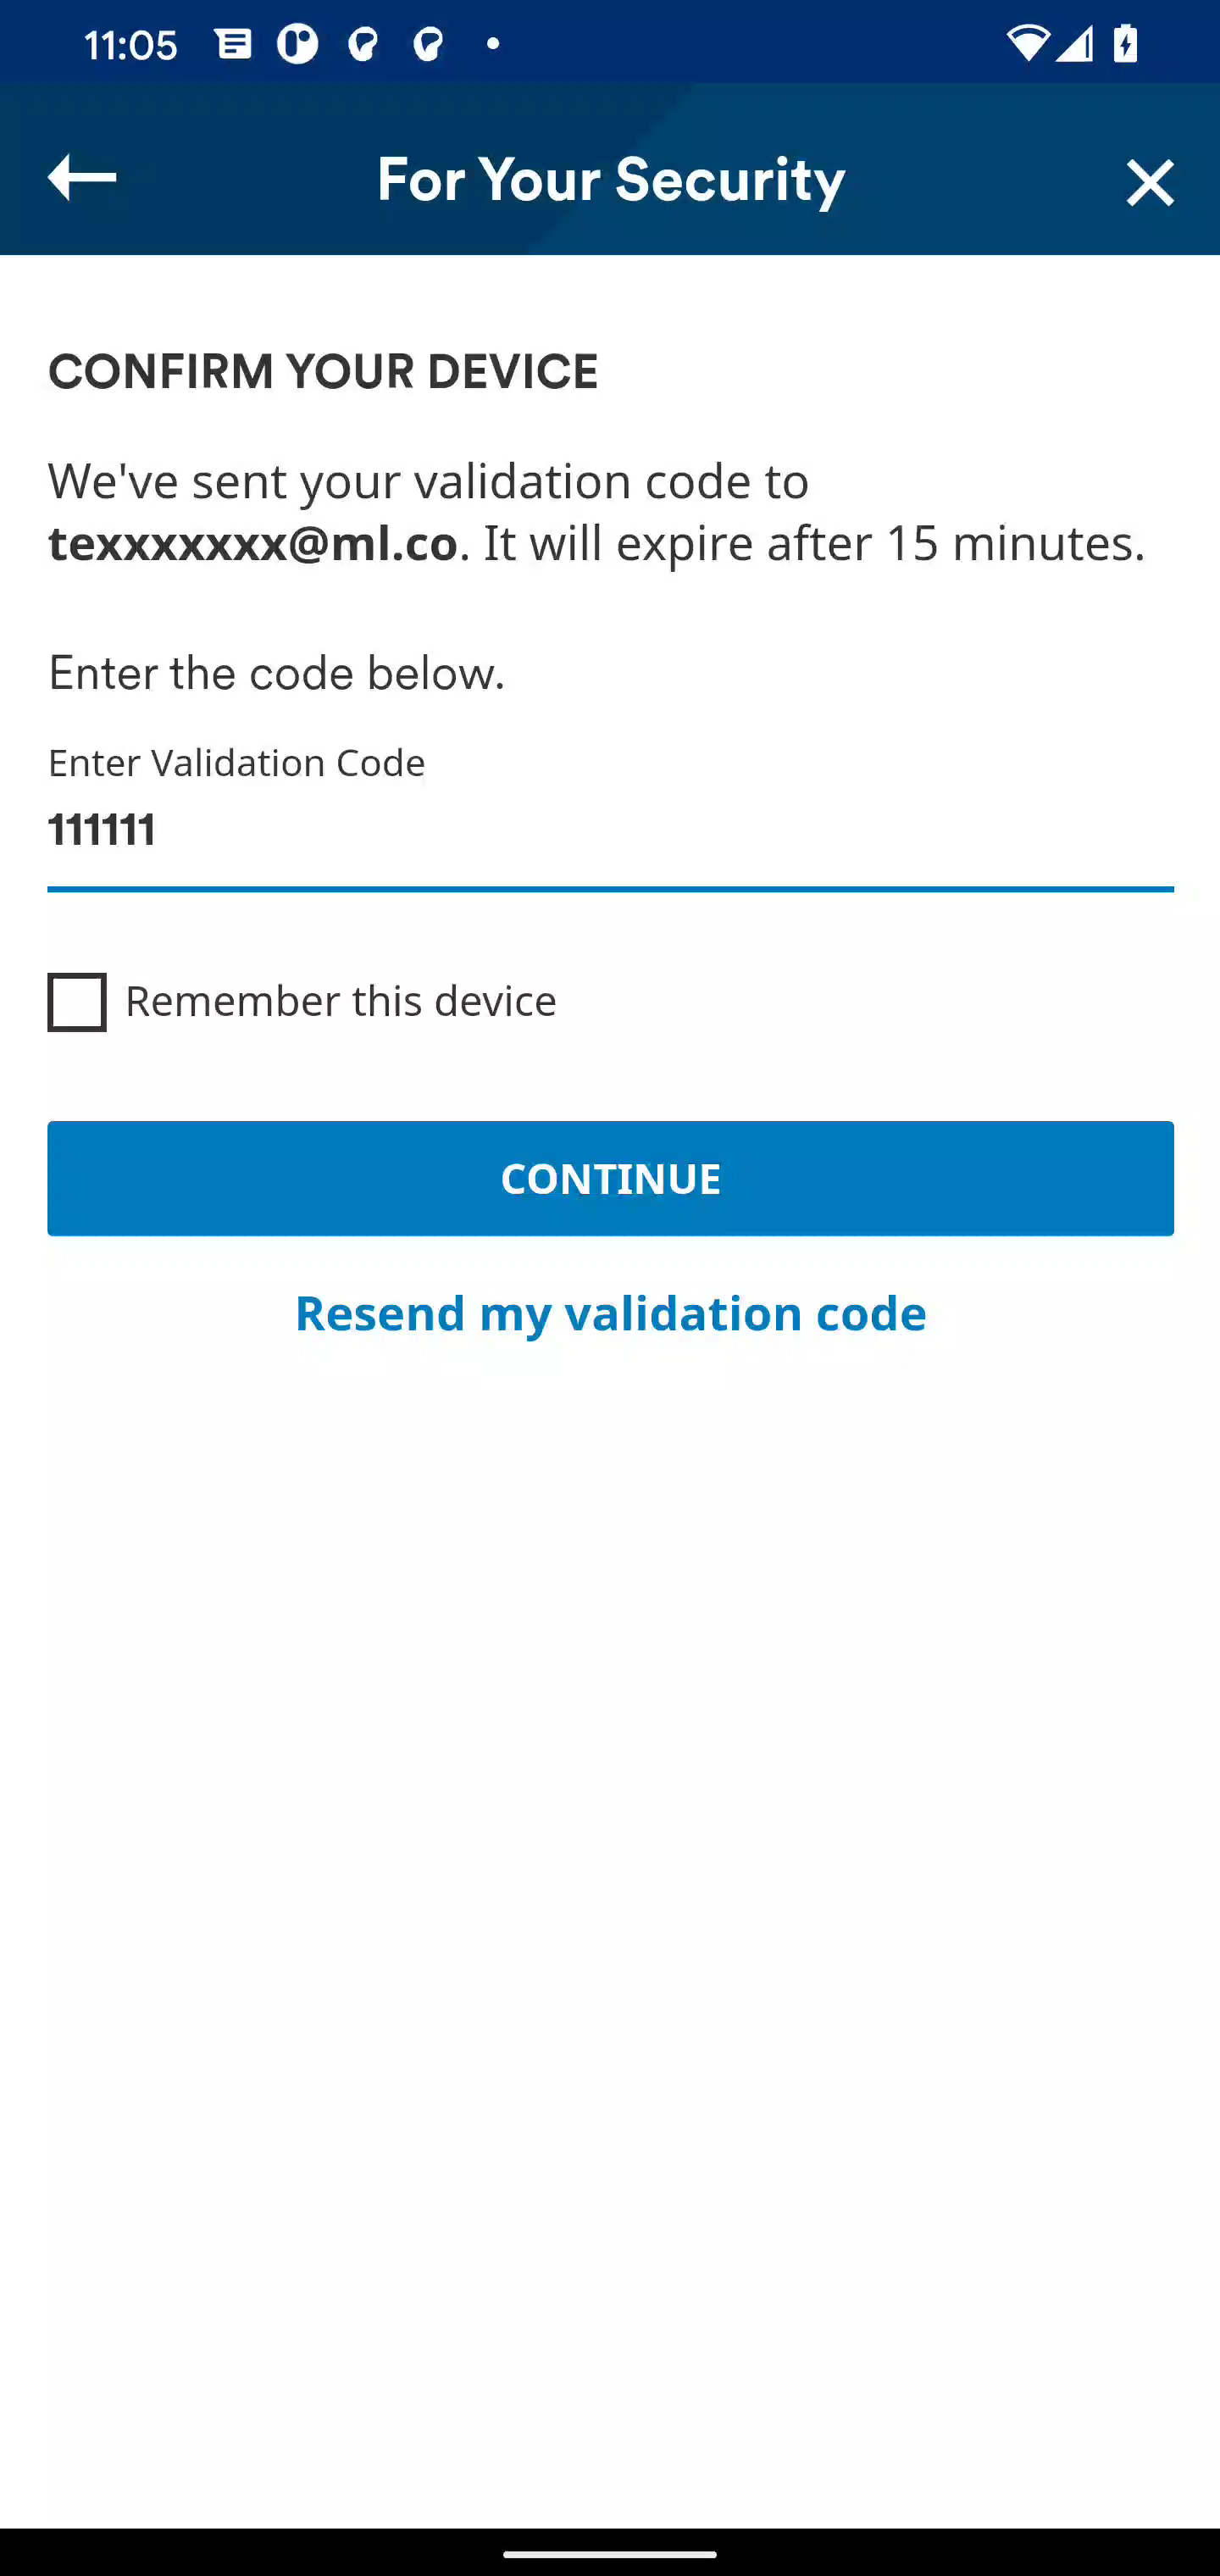 11:05
For Your Security
CONFIRM YOUR DEVICE
We've sent your validation code to
texxxxxxx@ml.co. It will expire after 15 minutes.
Enter the code below.
Enter Validation Code
111111
Remember this device
CONTINUE
Resend my validation code